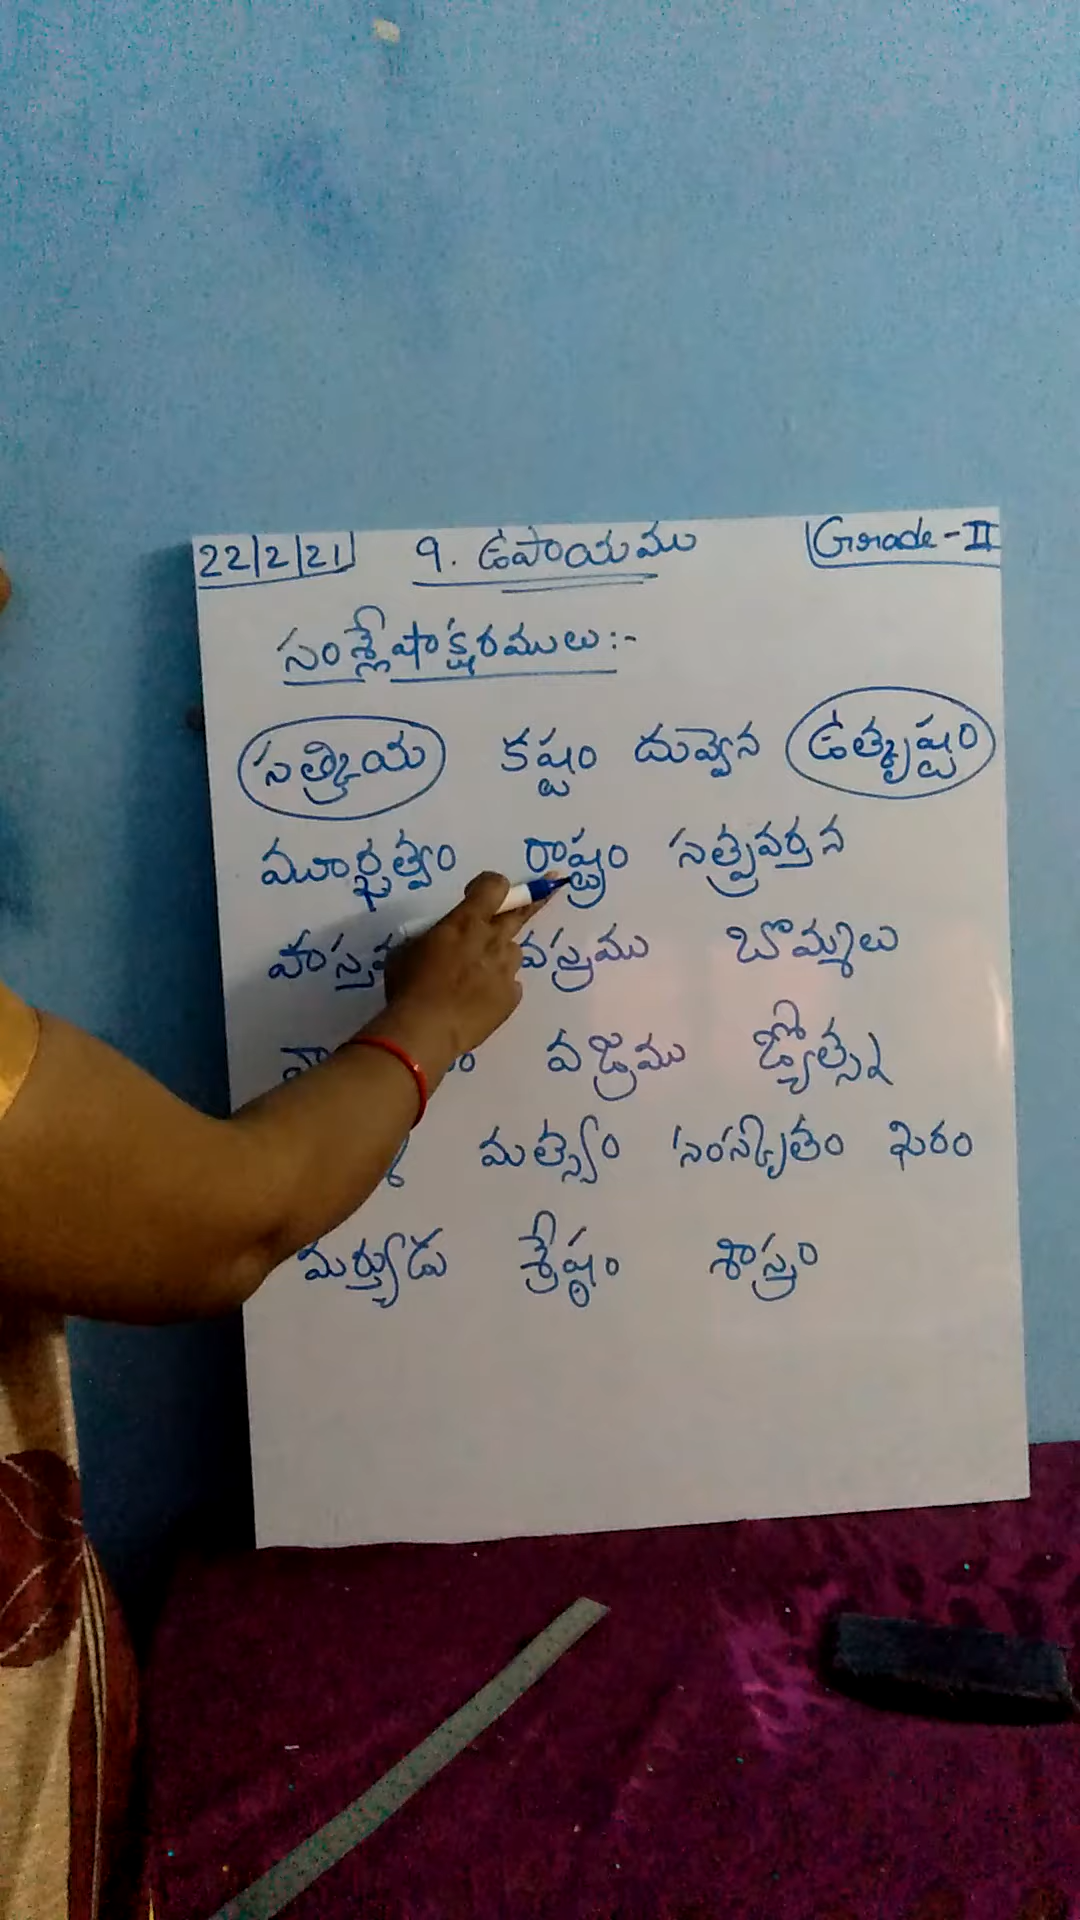 22/2/21 9. ఉపాయము Grade-II
సంశ్లేషాక్షరములు:-
సత్క్రియ కష్టం దువ్వెన ఉత్కృష్టం
మూర్ఖత్వం రాష్ట్రం సత్ప్రవర్తన
వస్త్రము బొమ్మలు
వజ్రము జ్యోత్స్న
మత్స్యం సంస్కృతం ఖరం
మర్త్యుడు శ్రేష్ఠం శాస్త్రం